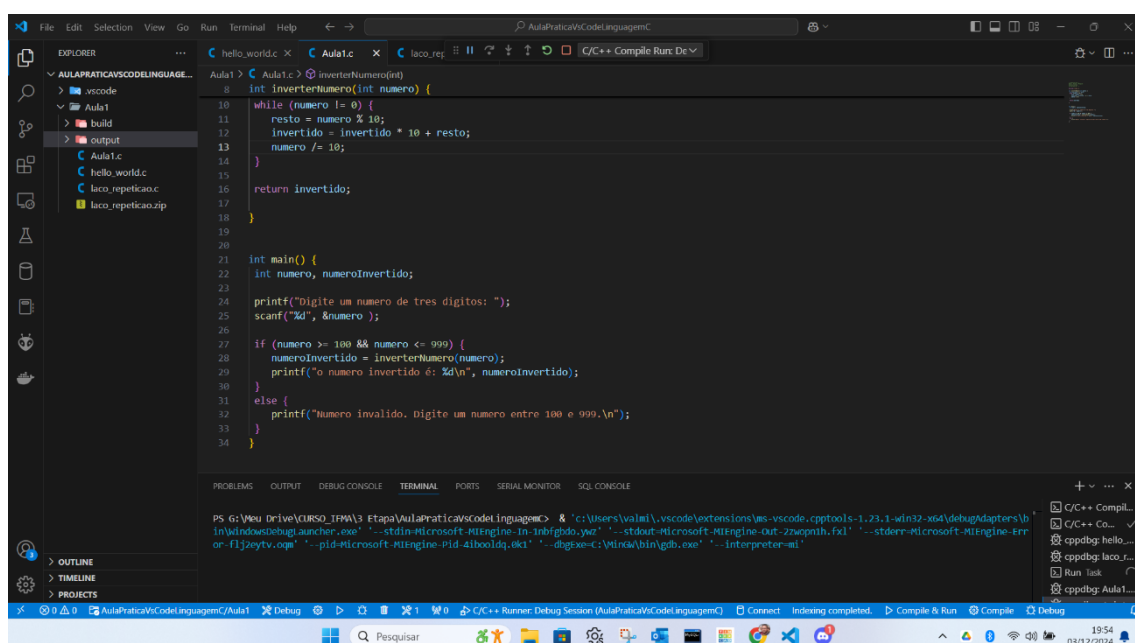 File Edit Selection View Go Run Terminal Help AulaPraticaVsCodeLinguagemC
EXPLORER
hello_world.c Aula1.c laco_rep C/C++ Compile Run: De
AULAPRATICAVSCODELINGUAGE...
.vscode
Aula1
build
output
Aula1.c
hello_world.c
laco_repeticao.c
laco_repeticao.zip
Aula1 > Aula1.c > inverterNumero(int)
8 int inverterNumero(int numero) {
10 while (numero != 0) {
11 resto = numero % 10;
12 invertido = invertido * 10 + resto;
13 numero /= 10;
14 }
15
16 return invertido;
17
18 }
19
20
21 int main() {
22 int numero, numeroInvertido;
23
24 printf("Digite um numero de tres digitos: ");
25 scanf("%d", &numero );
26
27 if (numero >= 100 && numero <= 999) {
28 numeroInvertido = inverterNumero(numero);
29 printf("o numero invertido é: %d\n", numeroInvertido);
30 }
31 else {
32 printf("Numero invalido. Digite um numero entre 100 e 999.\n");
33 }
34 }
PROBLEMS OUTPUT DEBUG CONSOLE TERMINAL PORTS SERIAL MONITOR SQL CONSOLE
PS G:\Meu Drive\CURSO_IFMA\3 Etapa\AulaPraticaVsCodeLinguagemC> & 'c:\Users\valmi\.vscode\extensions\ms-vscode.cpptools-1.23.1-win32-x64\debugAdapters\b
in\WindowsDebugLauncher.exe' '--stdin=Microsoft-MIEngine-In-1nbfgbdo.ywz' '--stdout=Microsoft-MIEngine-Out-2zwopn1h.fxl' '--stderr=Microsoft-MIEngine-Err
or-flj2eytv.oqm' '--pid=Microsoft-MIEngine-Pid-4ibooldq.0k1' '--dbgExe=C:\MinGW\bin\gdb.exe' '--interpreter=mi'
C/C++ Compil...
C/C++ Co...
cppdbg: hello_...
cppdbg: laco_r...
Run Task
cppdbg: Aula1....
OUTLINE
TIMELINE
PROJECTS
0 0 AulaPraticaVsCodeLinguagemC/Aula1 Debug 1 0 C/C++ Runner: Debug Session (AulaPraticaVsCodeLinguagemC) Connect Indexing completed. Compile & Run Compile Debug
Pesquisar
19:54
03/12/2024